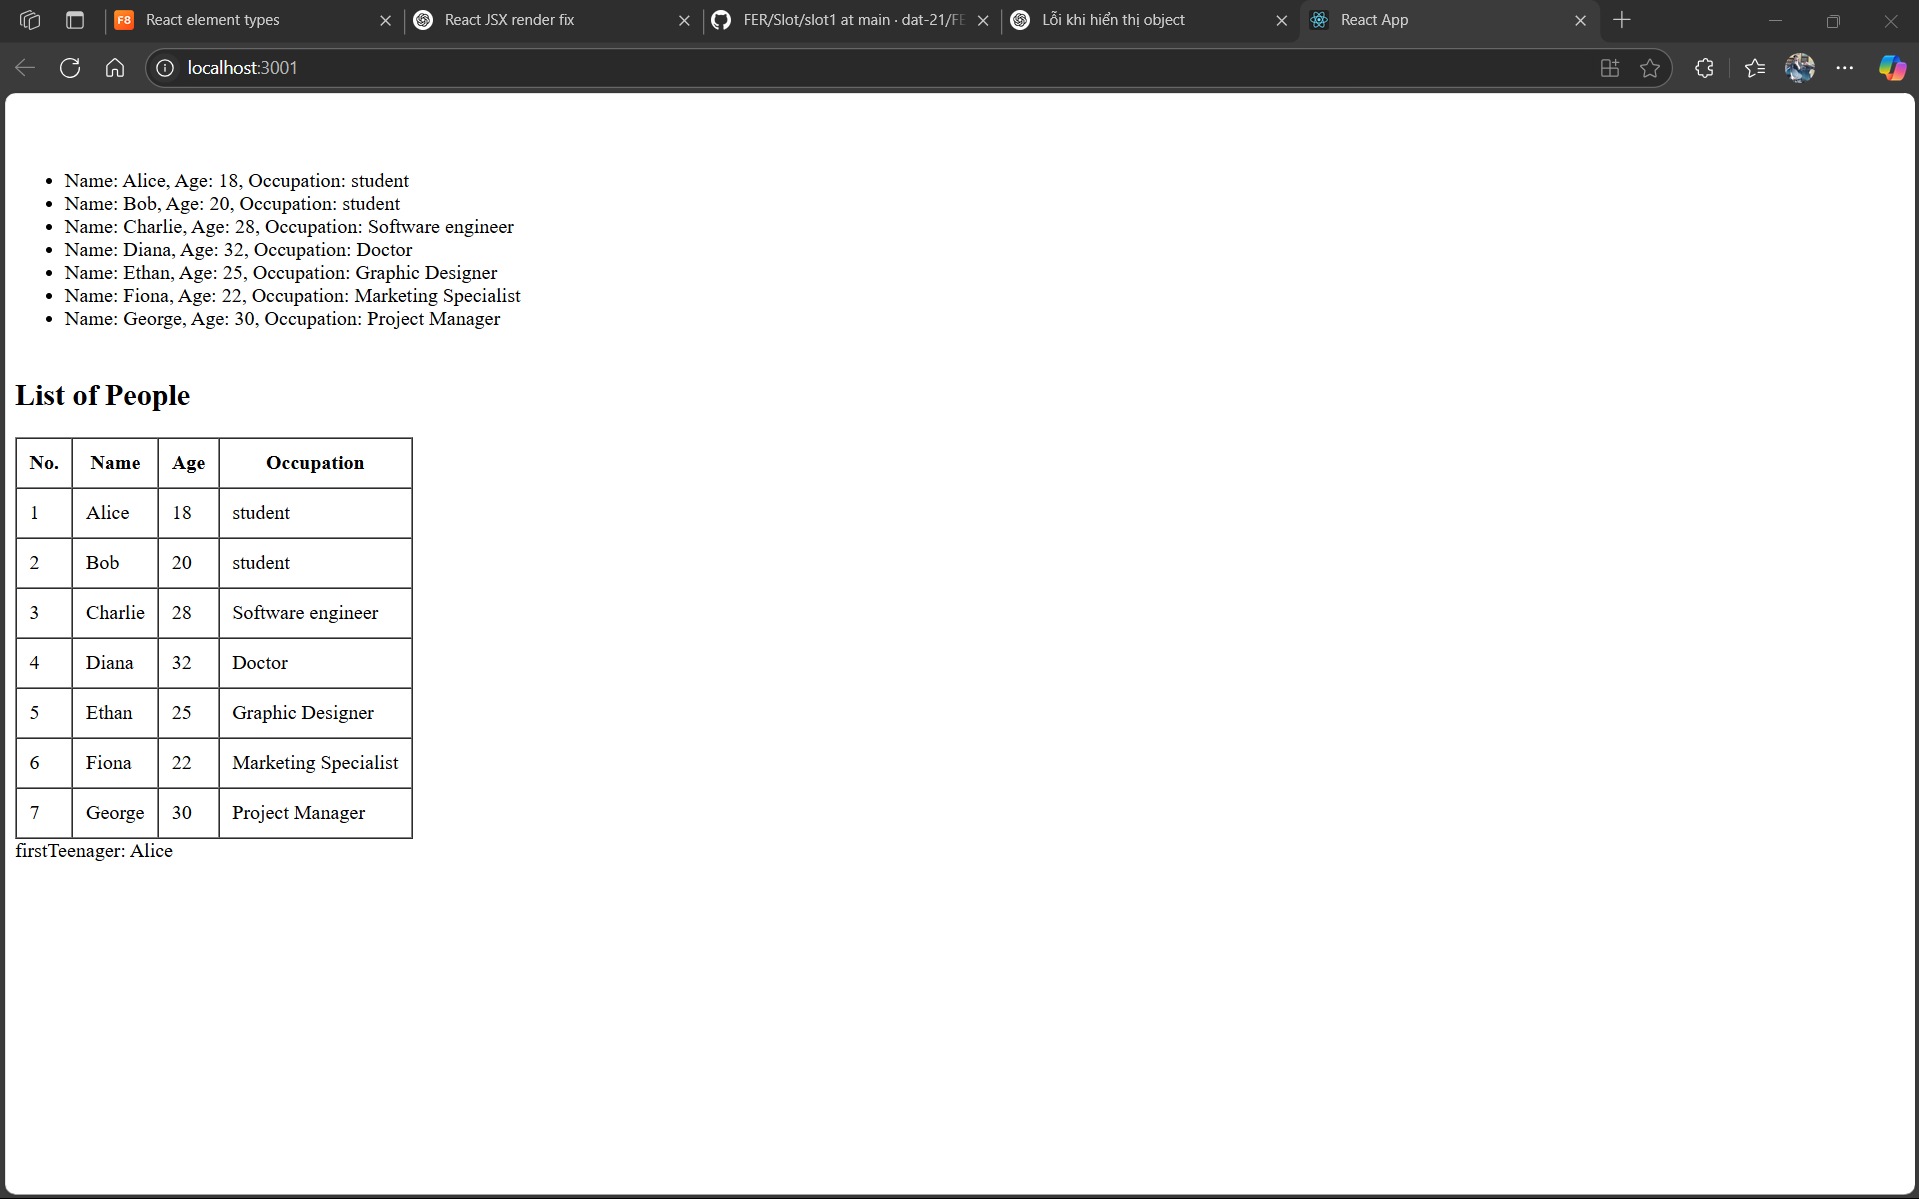 F8 React element types
React JSX render fix
FER/Slot/slot1 at main · dat-21/FE
Lỗi khi hiển thị object
React App
localhost:3001
Name: Alice, Age: 18, Occupation: student
Name: Bob, Age: 20, Occupation: student
Name: Charlie, Age: 28, Occupation: Software engineer
Name: Diana, Age: 32, Occupation: Doctor
Name: Ethan, Age: 25, Occupation: Graphic Designer
Name: Fiona, Age: 22, Occupation: Marketing Specialist
Name: George, Age: 30, Occupation: Project Manager
List of People
No. Name Age Occupation
1 Alice 18 student
2 Bob 20 student
3 Charlie 28 Software engineer
4 Diana 32 Doctor
5 Ethan 25 Graphic Designer
6 Fiona 22 Marketing Specialist
7 George 30 Project Manager
firstTeenager: Alice